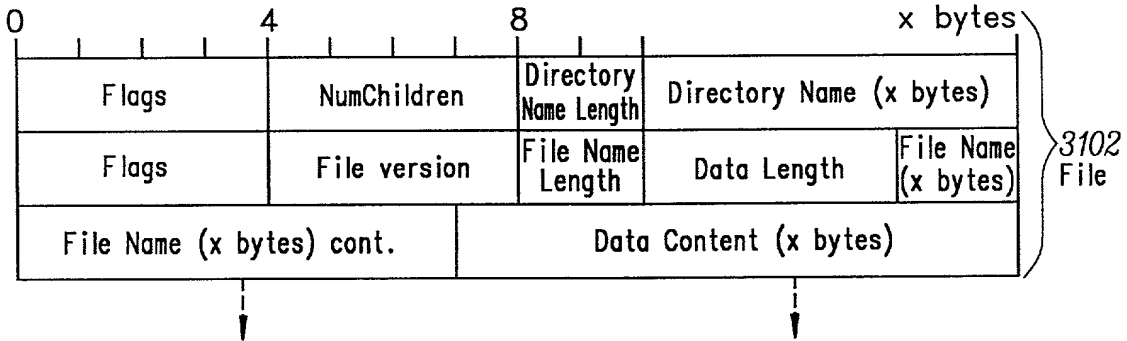 0 4 8 x bytes
Flags NumChildren Directory Name Length Directory Name (x bytes)
Flags File version File Name Length Data Length File Name (x bytes)
File Name (x bytes) cont. Data Content (x bytes)
3102
File